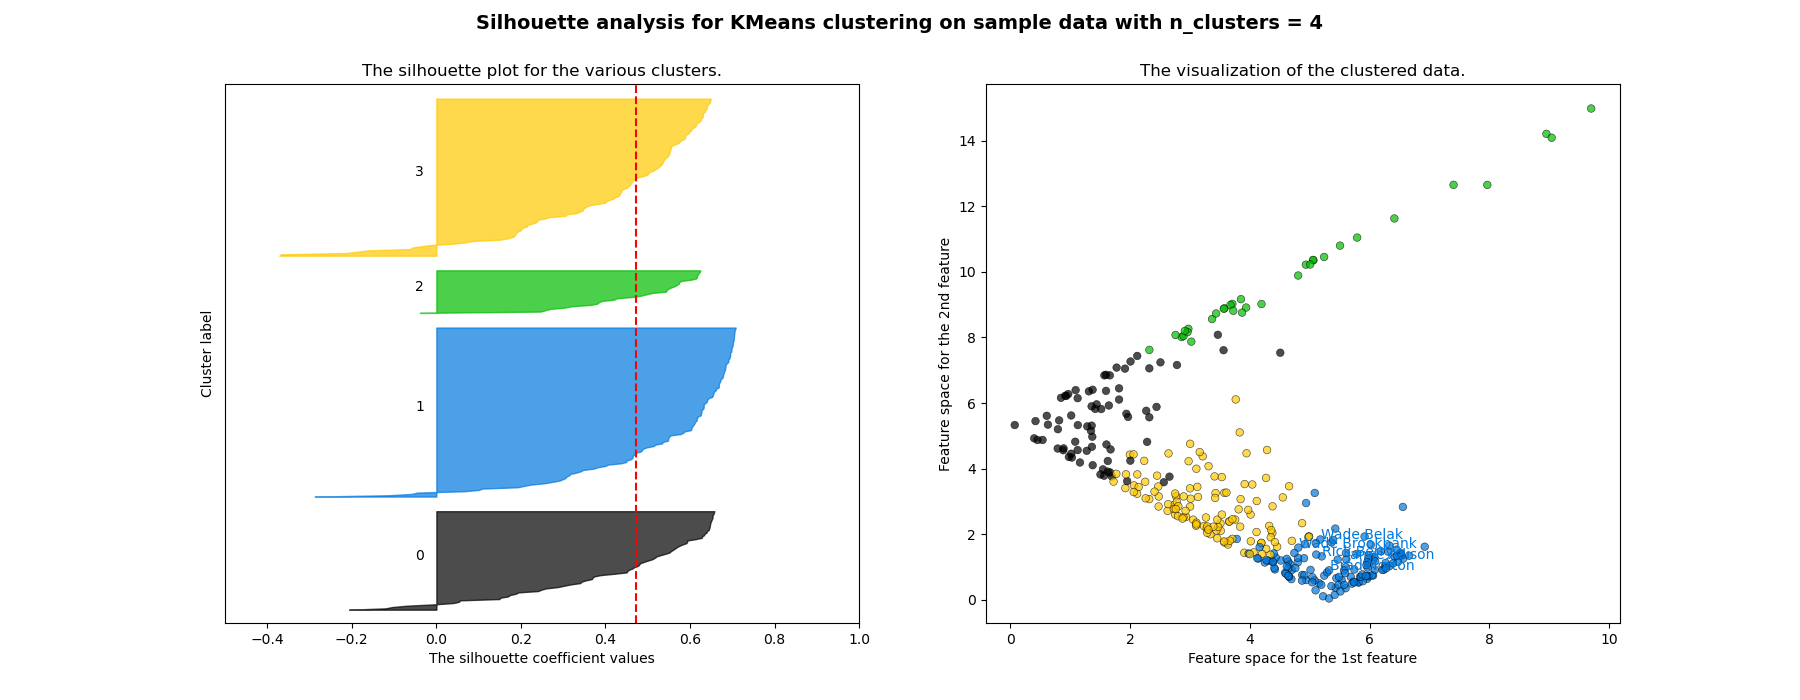 Silhouette analysis for KMeans clustering on sample data with n_clusters = 4
The silhouette plot for the various clusters.
3
2
1
0
Cluster label
−0.4 −0.2 0.0 0.2 0.4 0.6 0.8 1.0
The silhouette coefficient values
The visualization of the clustered data.
14
12
10
8
6
4
2
0
Feature space for the 2nd feature
Wade Belak
Wade Brookbank
0 2 4 6 8 10
Feature space for the 1st feature